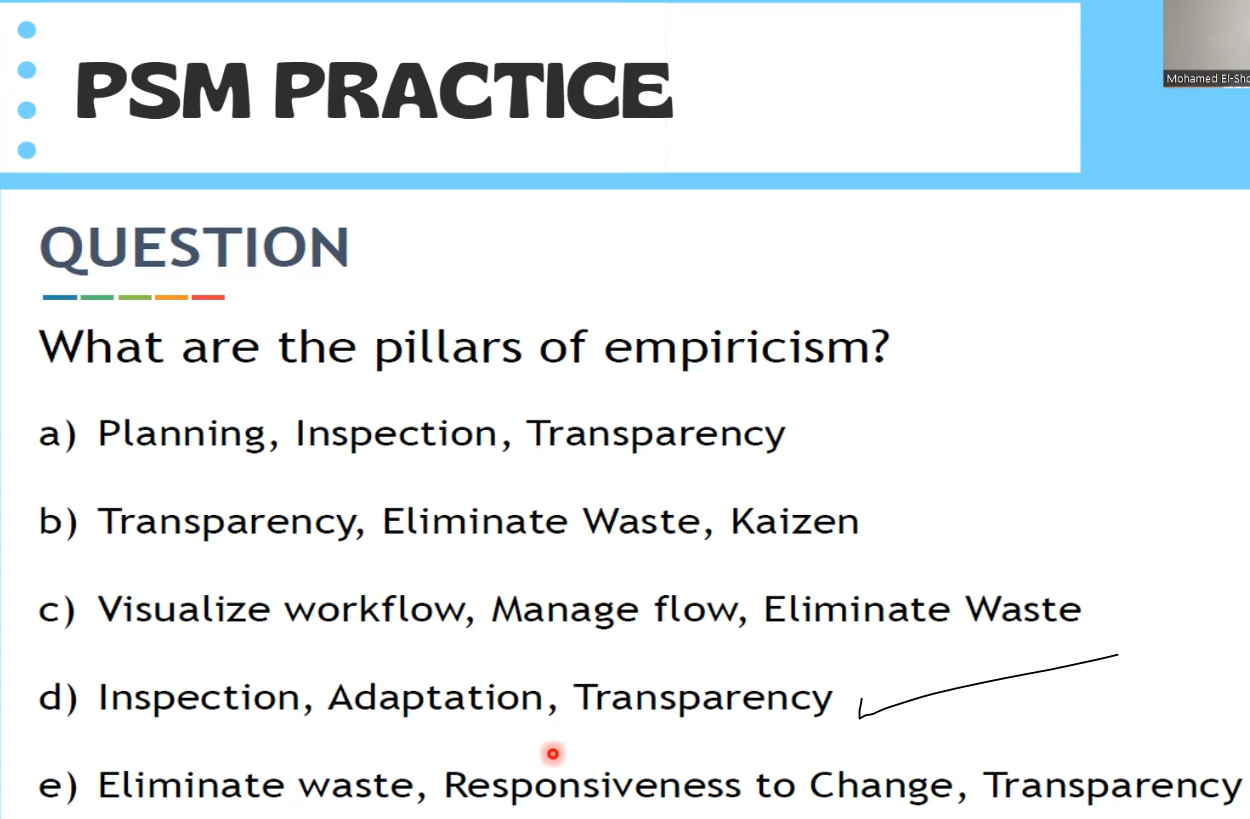 PSM PRACTICE
Mohamed El-Sho
QUESTION
What are the pillars of empiricism?
a) Planning, Inspection, Transparency
b) Transparency, Eliminate Waste, Kaizen
c) Visualize workflow, Manage flow, Eliminate Waste
d) Inspection, Adaptation, Transparency
e) Eliminate waste, Responsiveness to Change, Transparency